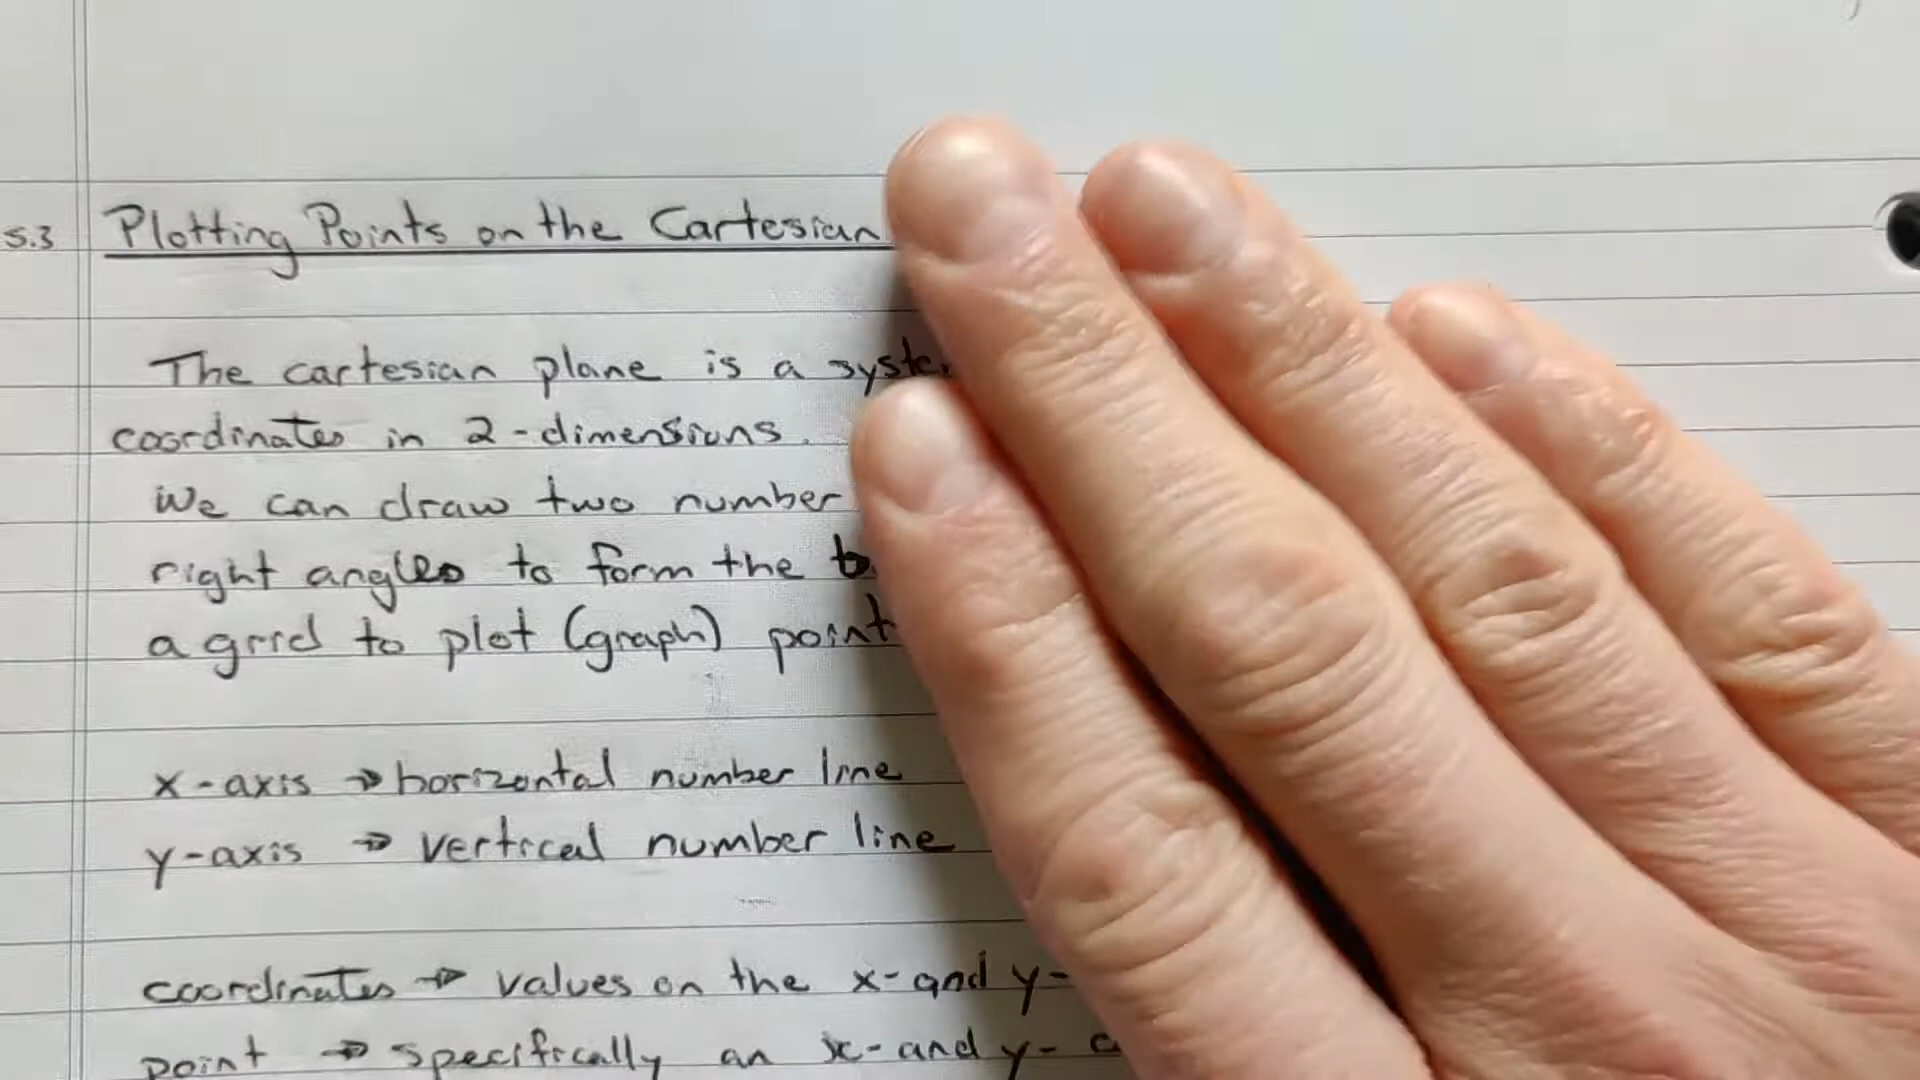 5.3 Plotting Points on the Cartesian
The cartesian plane is a
coordinates in 2-dimensions.
We can draw two number
right angles to form the
a grid to plot (graph)
x-axis → horizontal number line
y-axis → vertical number line
coordinates → values on the x- and y-
point → specifically an x- and y-